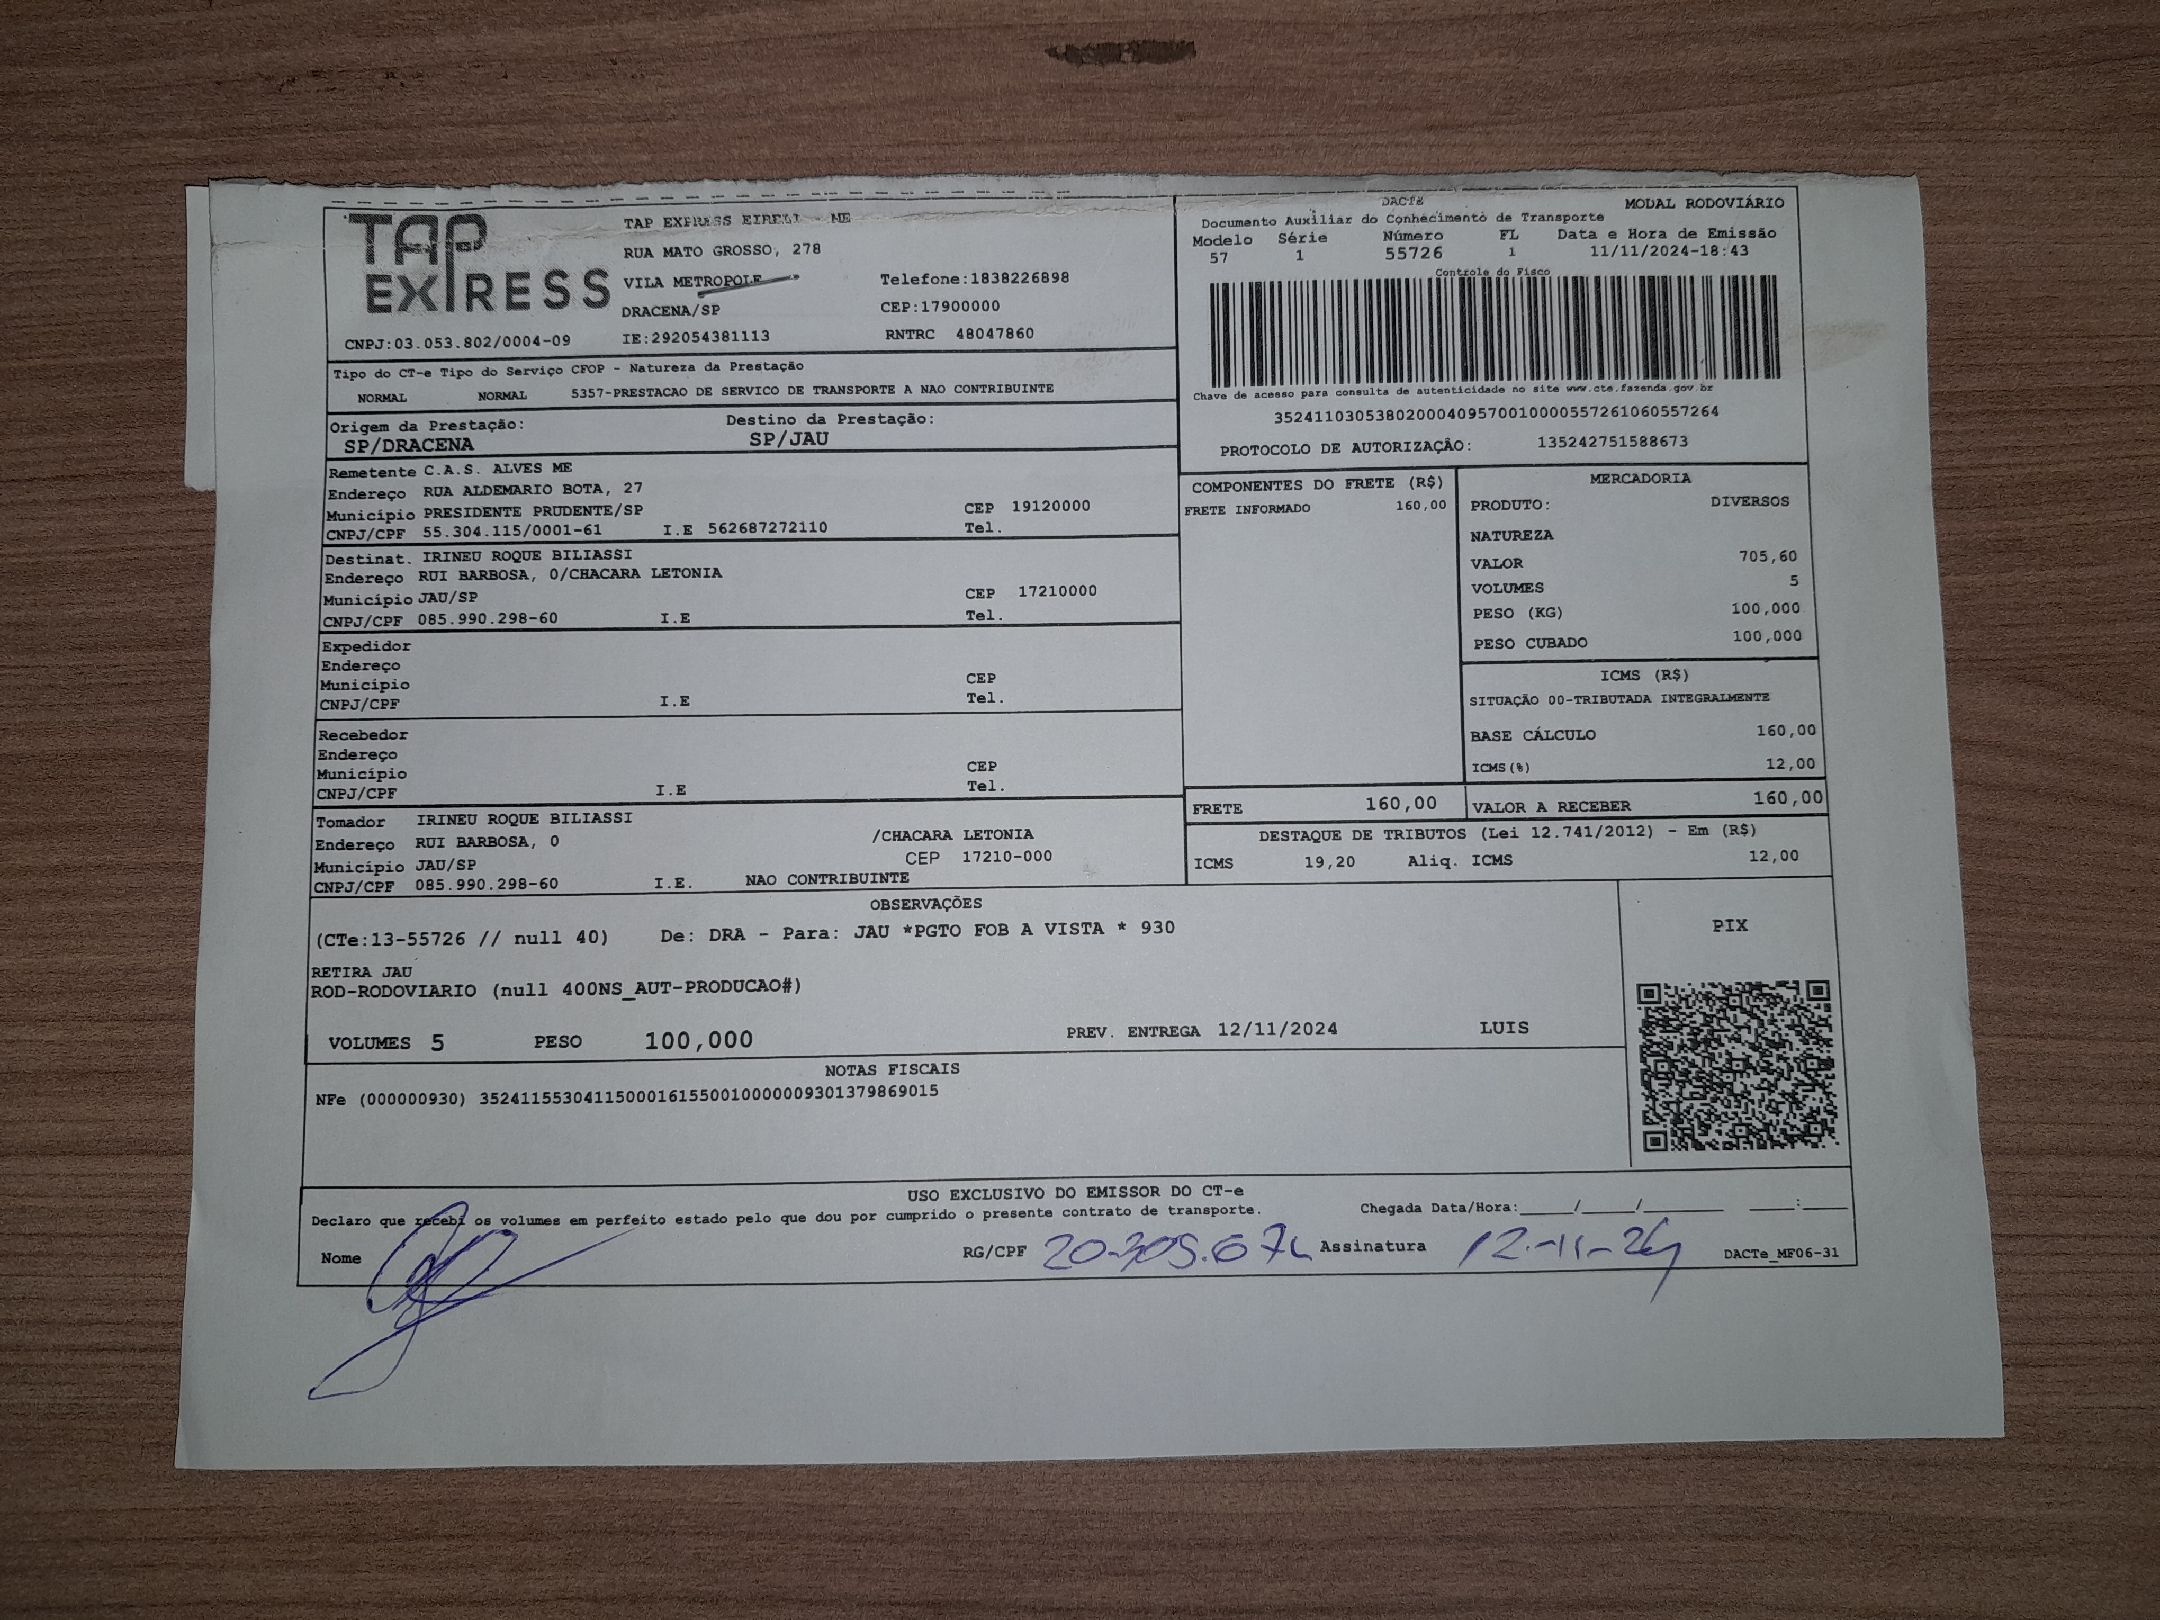 TAP
EXPRESS
TAP EXPRESS EIRELI - ME
RUA MATO GROSSO, 278
VILA METROPOLE
Telefone:1838226898
DRACENA/SP
CEP:17900000
CNPJ:03.053.802/0004-09
IE:292054381113
RNTRC 48047860
DACTE
MODAL RODOVIÁRIO
Documento Auxiliar do Conhecimento de Transporte
Modelo Série Número FL Data e Hora de Emissão
57 1 55726 1 11/11/2024-18:43
Controle do Fisco
Chave de acesso para consulta de autenticidade no site www.cte.fazenda.gov.br
35241103053802000409570010000557261060557264
PROTOCOLO DE AUTORIZAÇÃO: 135242751588673
Tipo do CT-e Tipo do Serviço CFOP - Natureza da Prestação
NORMAL NORMAL 5357-PRESTACAO DE SERVICO DE TRANSPORTE A NAO CONTRIBUINTE
Origem da Prestação: Destino da Prestação:
SP/DRACENA SP/JAU
Remetente C.A.S. ALVES ME
Endereço RUA ALDEMARIO BOTA, 27
Município PRESIDENTE PRUDENTE/SP CEP 19120000
CNPJ/CPF 55.304.115/0001-61 I.E 562687272110 Tel.
Destinat. IRINEU ROQUE BILIASSI
Endereço RUI BARBOSA, 0/CHACARA LETONIA
Município JAU/SP CEP 17210000
CNPJ/CPF 085.990.298-60 I.E Tel.
Expedidor
Endereço
Município CEP
CNPJ/CPF I.E Tel.
Recebedor
Endereço
Município CEP
CNPJ/CPF I.E Tel.
Tomador IRINEU ROQUE BILIASSI
Endereço RUI BARBOSA, 0 /CHACARA LETONIA
Município JAU/SP CEP 17210-000
CNPJ/CPF 085.990.298-60 I.E. NAO CONTRIBUINTE
COMPONENTES DO FRETE (R$)
FRETE INFORMADO 160,00
MERCADORIA
PRODUTO: DIVERSOS
NATUREZA
VALOR 705,60
VOLUMES 5
PESO (KG) 100,000
PESO CUBADO 100,000
ICMS (R$)
SITUAÇÃO 00-TRIBUTADA INTEGRALMENTE
BASE CÁLCULO 160,00
ICMS(%) 12,00
FRETE 160,00 VALOR A RECEBER 160,00
DESTAQUE DE TRIBUTOS (Lei 12.741/2012) - Em (R$)
ICMS 19,20 Aliq. ICMS 12,00
OBSERVAÇÕES
(CTe:13-55726 // null 40) De: DRA - Para: JAU *PGTO FOB A VISTA * 930
RETIRA JAU
ROD-RODOVIARIO (null 400NS_AUT-PRODUCAO#)
VOLUMES 5 PESO 100,000 PREV. ENTREGA 12/11/2024 LUIS
PIX
NOTAS FISCAIS
NFe (000000930) 35241155304115000161550010000009301379869015
USO EXCLUSIVO DO EMISSOR DO CT-e
Declaro que recebi os volumes em perfeito estado pelo que dou por cumprido o presente contrato de transporte. Chegada Data/Hora:_____/_____/________ ____:____
Nome RG/CPF Assinatura 12-11-24 DACTe_MF06-31